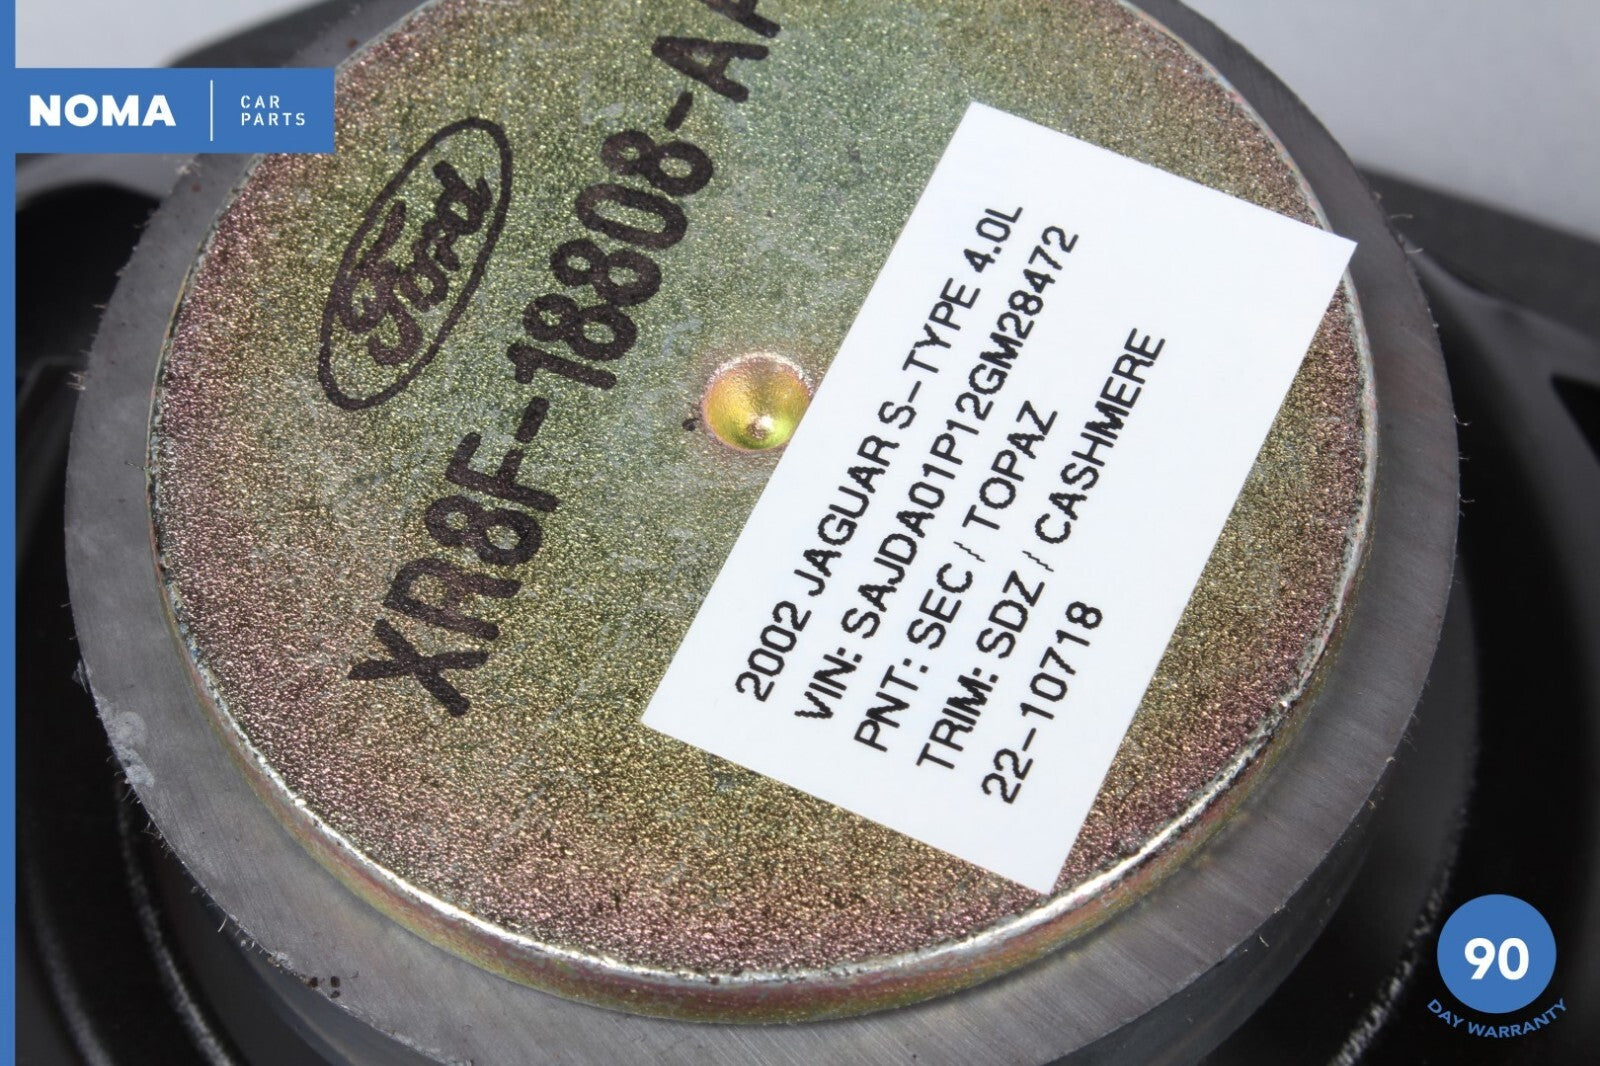 NOMA
CAR
PARTS
Ford
XR8F-18808-AA
2002 JAGUAR S-TYPE 4.0L
VIN: SAJDA01P12GM28472
PNT: SEC / TOPAZ
TRIM: SDZ / CASHMERE
22-10718
90
DAY WARRANTY